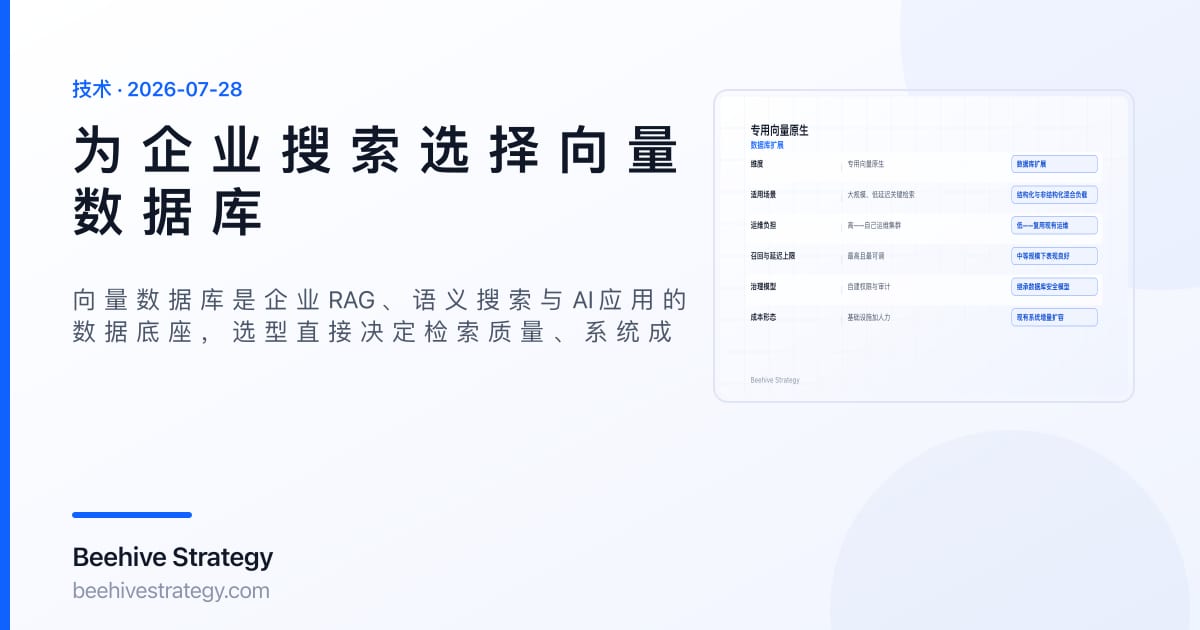 技术 · 2026-07-28
为企业搜索选择向量
数据库
向量数据库是企业RAG、语义搜索与AI应用的
数据底座，选型直接决定检索质量、系统成
Beehive Strategy
beehivestrategy.com
专用向量原生
数据库扩展
维度 专用向量原生 数据库扩展
适用场景 大规模、低延迟关键检索 结构化与非结构化混合负载
运维负担 高——自己运维集群 低——复用现有运维
召回与延迟上限 最高且最可调 中等规模下表现良好
治理模型 自建权限与审计 继承数据库安全模型
成本形态 基础设施加人力 现有系统增量扩容
Beehive Strategy